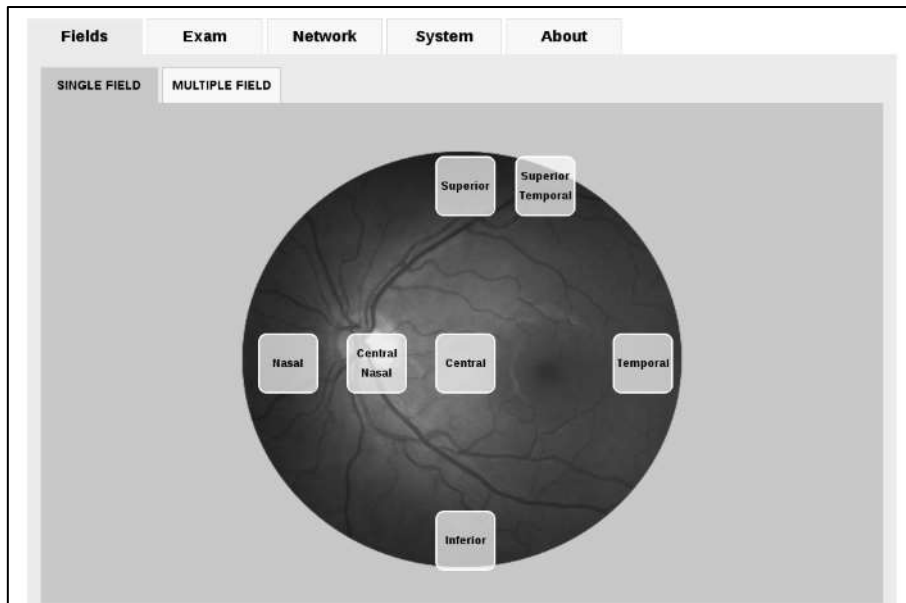 Fields Exam Network System About
SINGLE FIELD MULTIPLE FIELD
Superior
Superior
Temporal
Nasal
Central
Nasal
Central
Temporal
Inferior